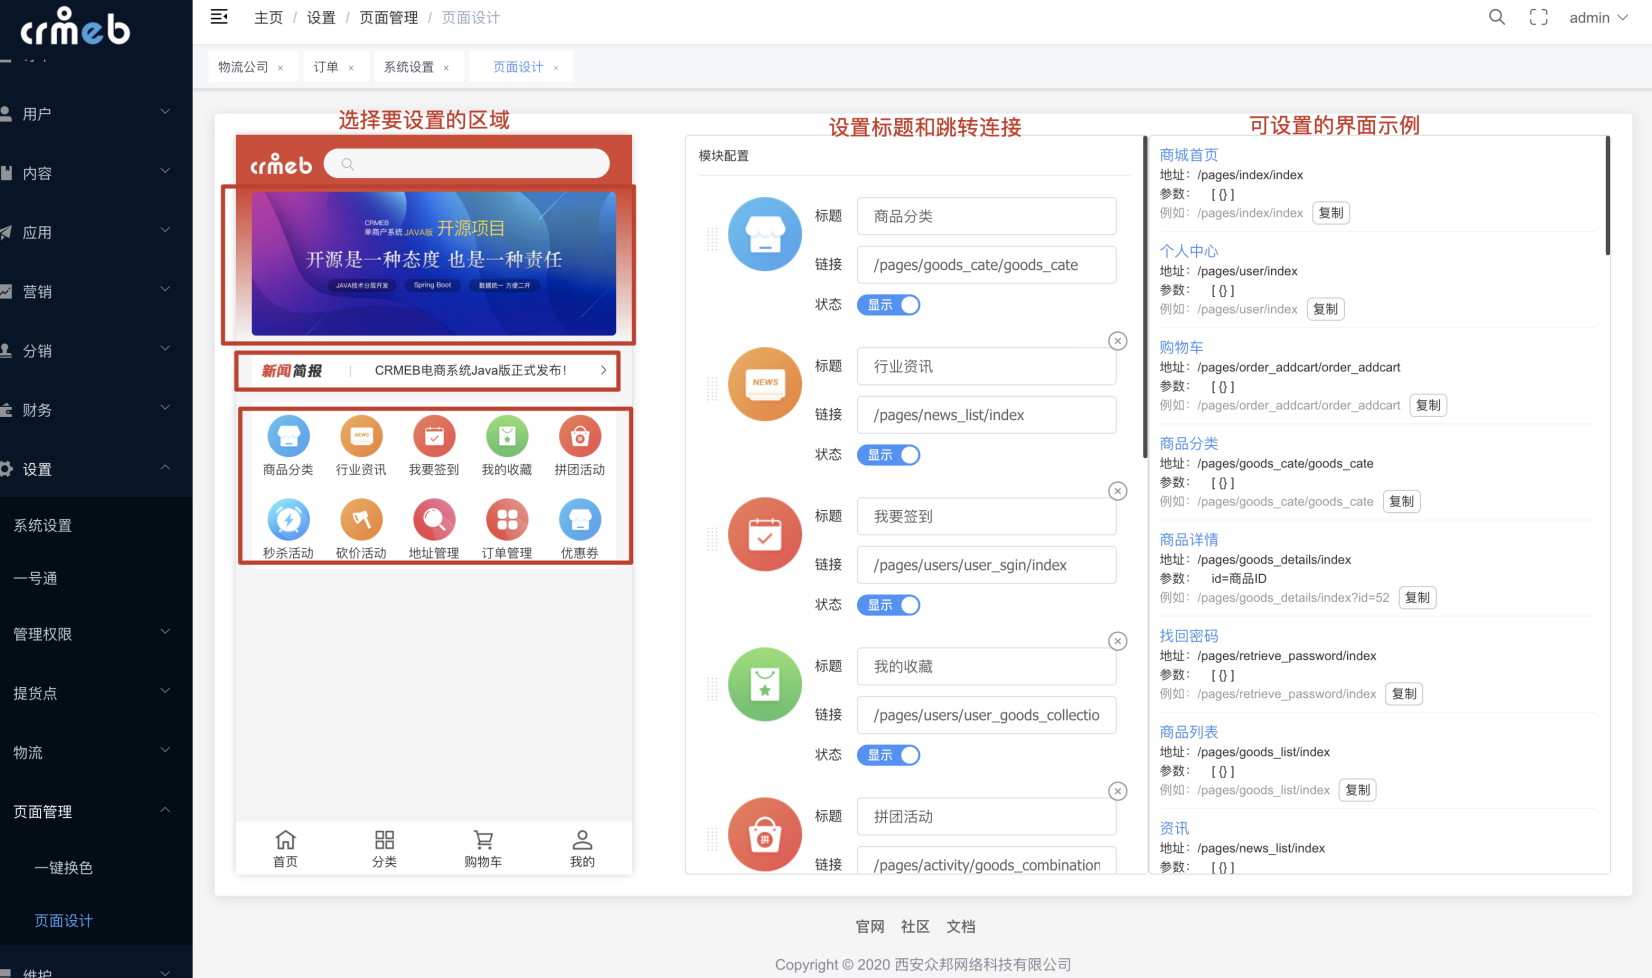 crmeb
主页 / 设置 / 页面管理 / 页面设计
admin
物流公司 ×
订单 ×
系统设置 ×
页面设计 ×
用户
内容
应用
营销
分销
财务
设置
系统设置
一号通
管理权限
提货点
物流
页面管理
一键换色
页面设计
维护
选择要设置的区域
crmeb
CRMEB
单商户系统 JAVA版 开源项目
开源是一种态度 也是一种责任
JAVA技术分层开发 Spring Boot 数据统一 方便二开
新闻简报 | CRMEB电商系统Java版正式发布!
商品分类 行业资讯 我要签到 我的收藏 拼团活动
秒杀活动 砍价活动 地址管理 订单管理 优惠券
首页 分类 购物车 我的
设置标题和跳转连接
模块配置
标题 商品分类
链接 /pages/goods_cate/goods_cate
状态 显示
NEWS
标题 行业资讯
链接 /pages/news_list/index
状态 显示
标题 我要签到
链接 /pages/users/user_sgin/index
状态 显示
标题 我的收藏
链接 /pages/users/user_goods_collectio
状态 显示
拼
标题 拼团活动
链接 /pages/activity/goods_combination
可设置的界面示例
商城首页
地址: /pages/index/index
参数: [ {} ]
例如: /pages/index/index 复制
个人中心
地址: /pages/user/index
参数: [ {} ]
例如: /pages/user/index 复制
购物车
地址: /pages/order_addcart/order_addcart
参数: [ {} ]
例如: /pages/order_addcart/order_addcart 复制
商品分类
地址: /pages/goods_cate/goods_cate
参数: [ {} ]
例如: /pages/goods_cate/goods_cate 复制
商品详情
地址: /pages/goods_details/index
参数: id=商品ID
例如: /pages/goods_details/index?id=52 复制
找回密码
地址: /pages/retrieve_password/index
参数: [ {} ]
例如: /pages/retrieve_password/index 复制
商品列表
地址: /pages/goods_list/index
参数: [ {} ]
例如: /pages/goods_list/index 复制
资讯
地址: /pages/news_list/index
参数: [ {} ]
官网 社区 文档
Copyright © 2020 西安众邦网络科技有限公司